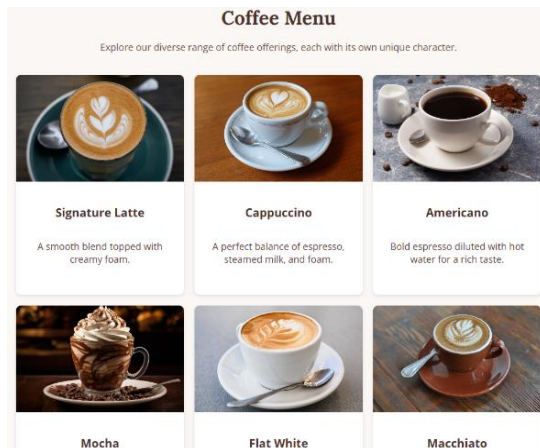 Coffee Menu
Explore our diverse range of coffee offerings, each with its own unique character.
Signature Latte
Cappuccino
Americano
A smooth blend topped with
creamy foam.
A perfect balance of espresso,
steamed milk, and foam.
Bold espresso diluted with hot
water for a rich taste.
Mocha
Flat White
Macchiato